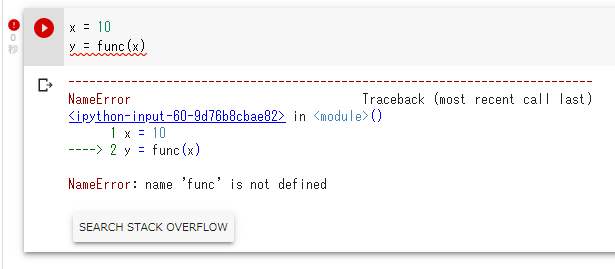 x = 10
y = func(x)
0
秒
---------------------------------------------------------------------------
NameError Traceback (most recent call last)
<ipython-input-60-9d76b8cbae82> in <module>()
1 x = 10
----> 2 y = func(x)
NameError: name 'func' is not defined
SEARCH STACK OVERFLOW